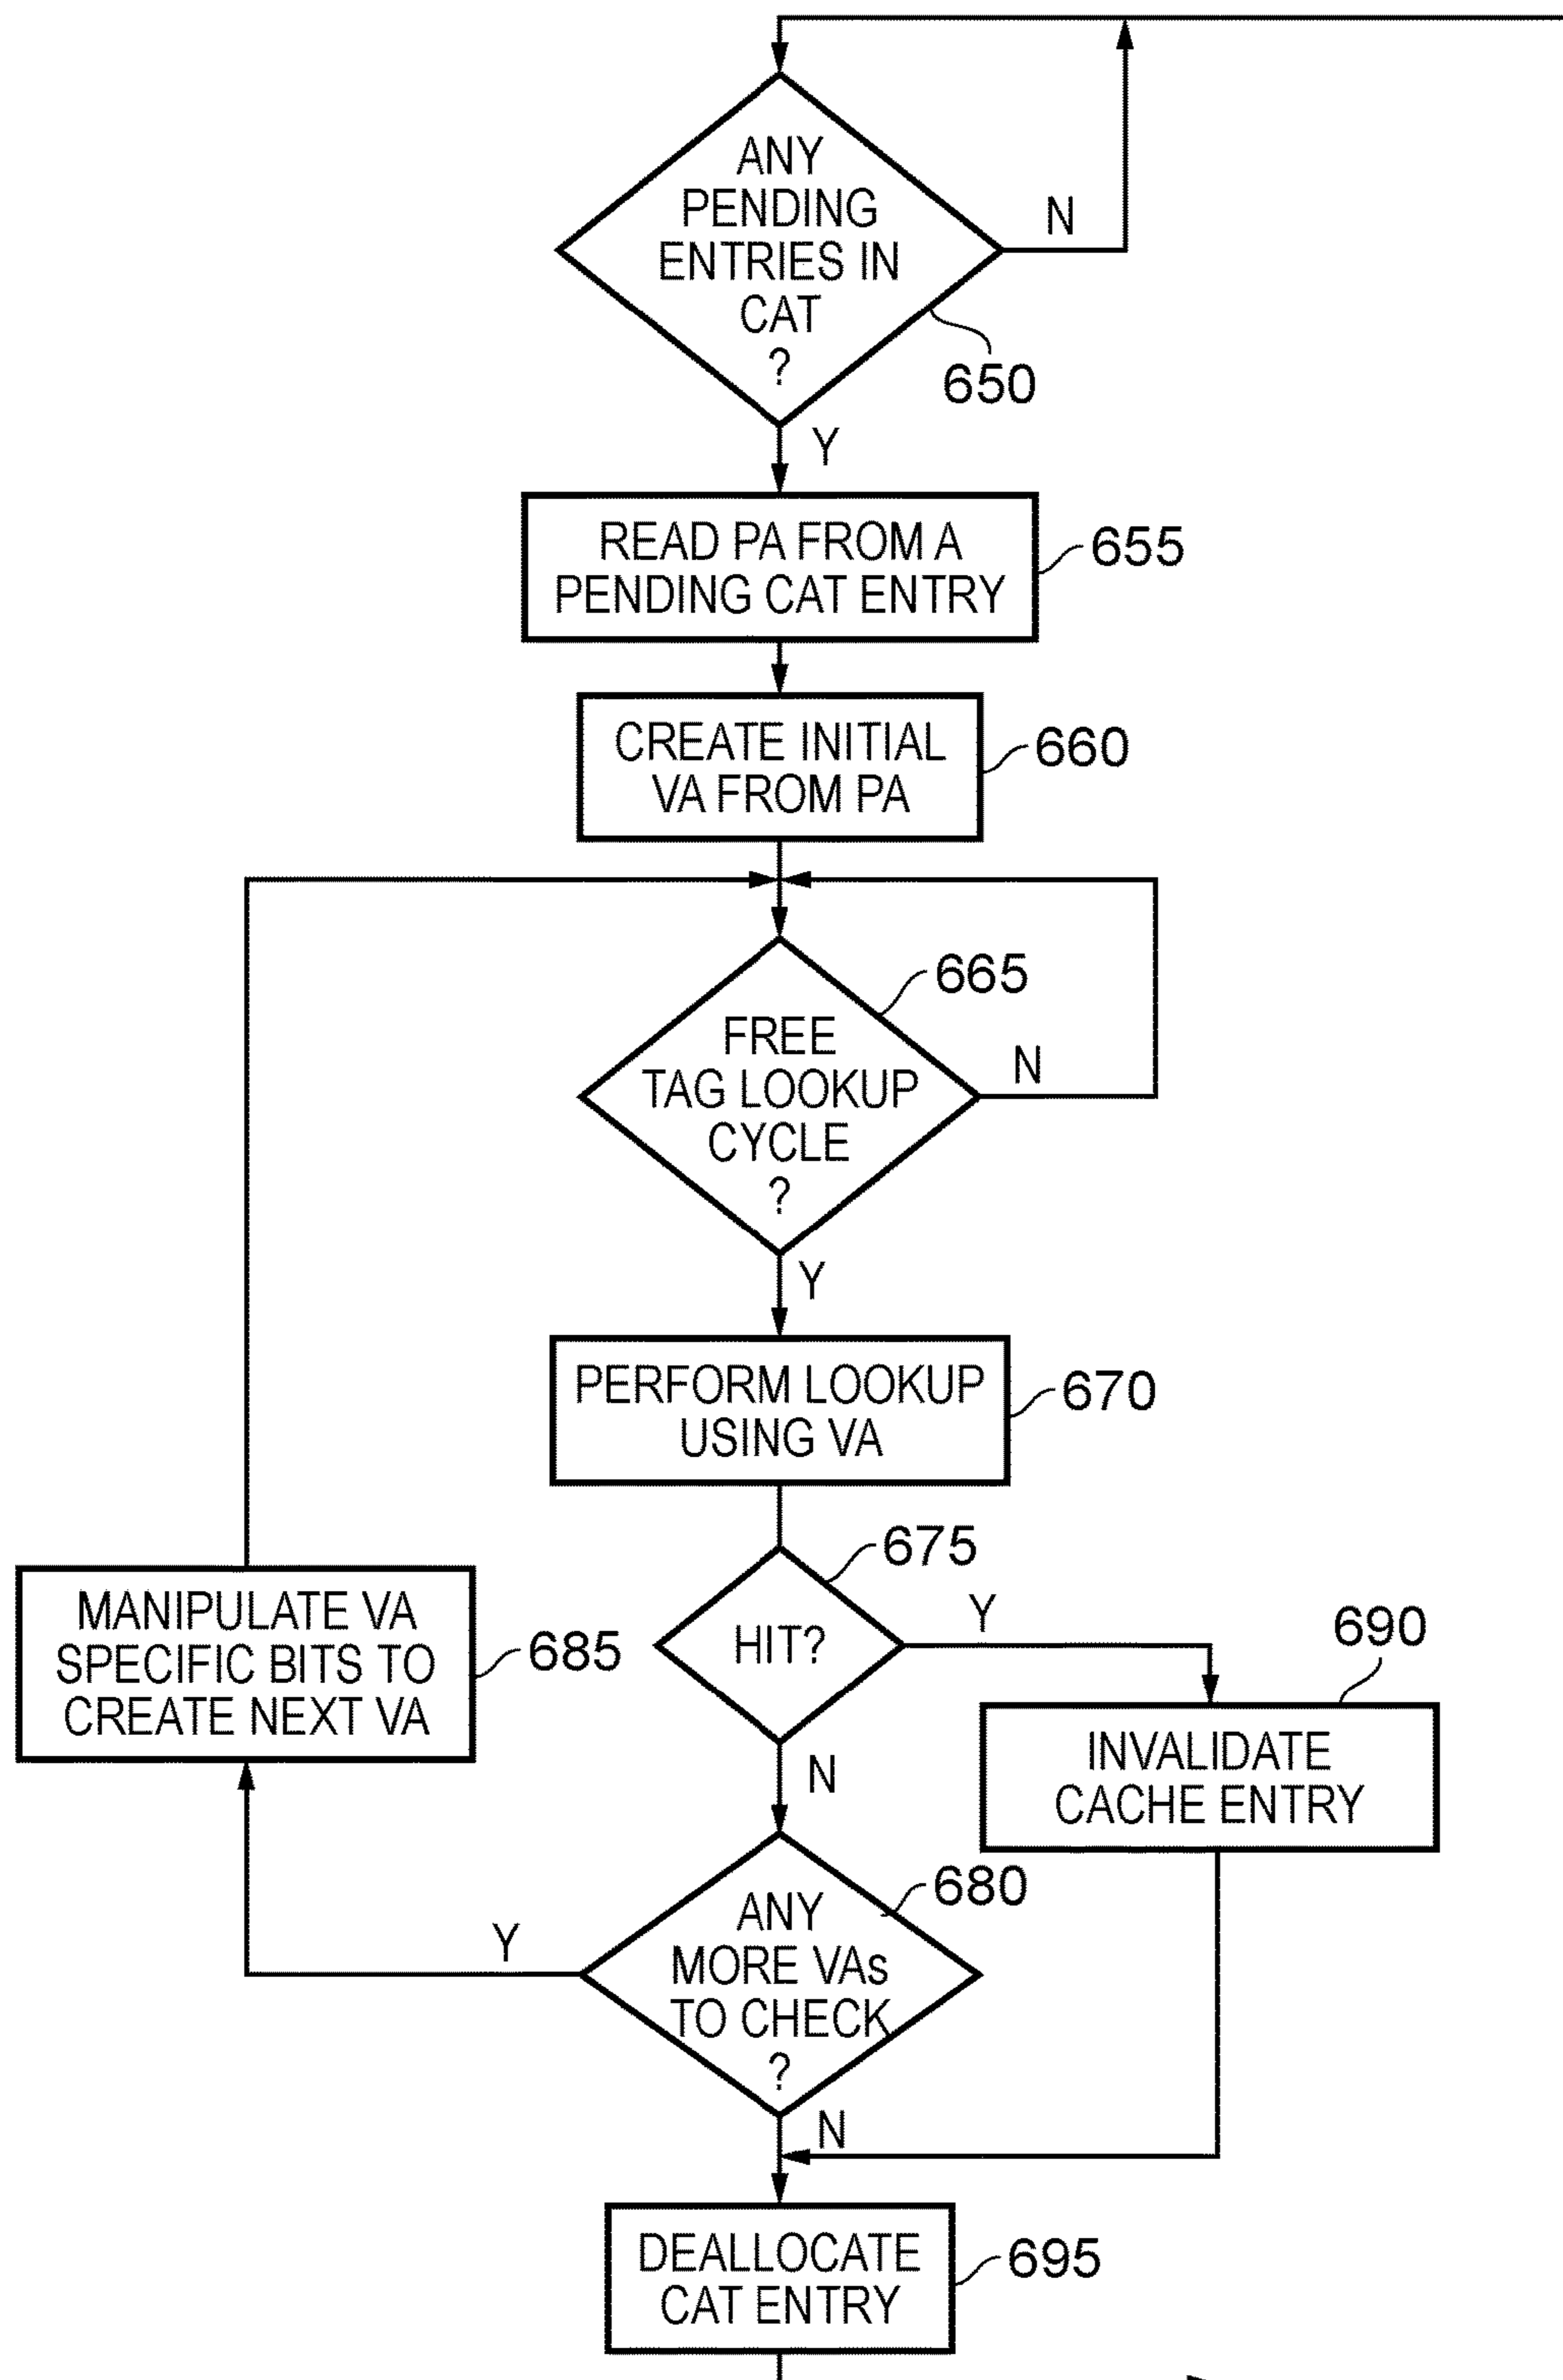 ANY
PENDING
ENTRIES IN
CAT
?
N
650
Y
READ PA FROM A
PENDING CAT ENTRY
655
CREATE INITIAL
VA FROM PA
660
665
FREE
TAG LOOKUP
CYCLE
?
N
Y
PERFORM LOOKUP
USING VA
670
675
HIT?
Y
690
MANIPULATE VA
SPECIFIC BITS TO
CREATE NEXT VA
685
N
INVALIDATE
CACHE ENTRY
680
ANY
MORE VAs
TO CHECK
?
Y
N
DEALLOCATE
CAT ENTRY
695